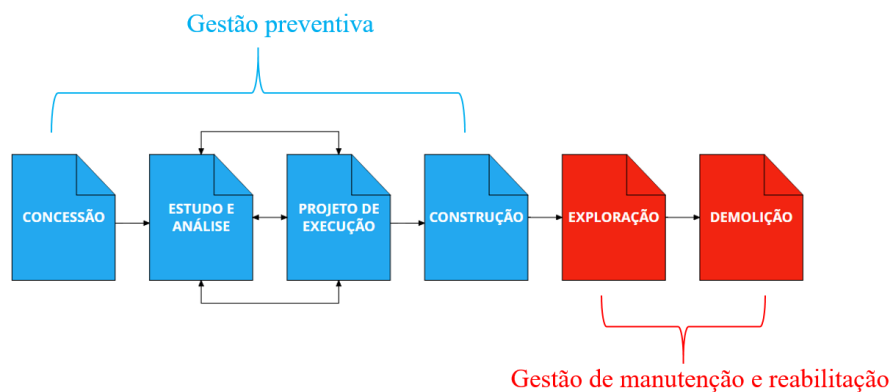 Gestão preventiva
CONCESSÃO
ESTUDO E
ANÁLISE
PROJETO DE
EXECUÇÃO
CONSTRUÇÃO
EXPLORAÇÃO
DEMOLIÇÃO
Gestão de manutenção e reabilitação